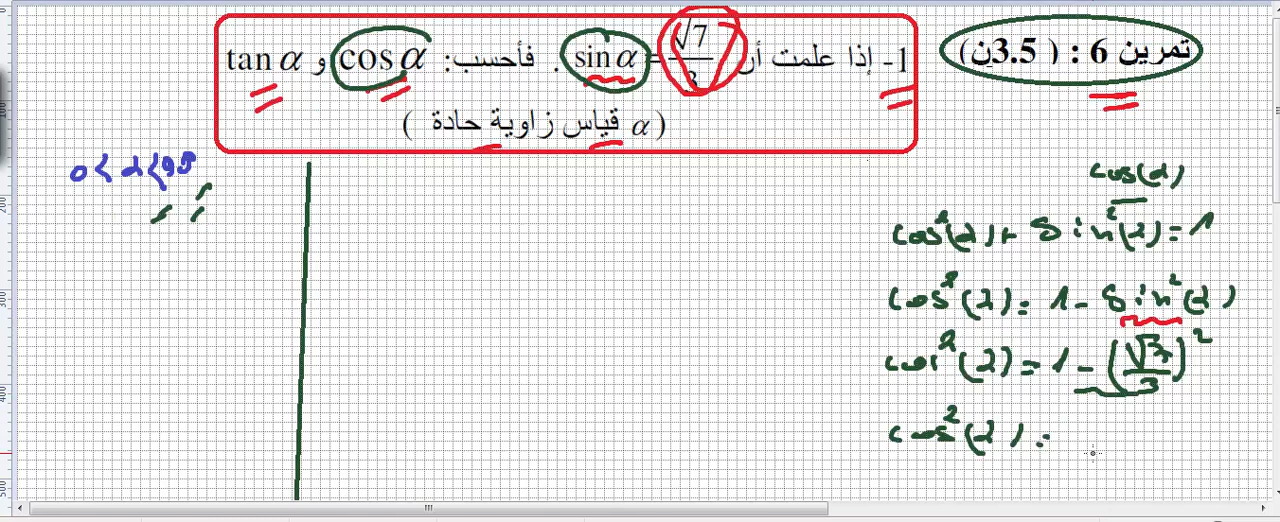 تمرين 6 : ( 3.5ن)
1- إذا علمت أن sin α = √7/3 . فأحسب: cos α و tan α
( α قياس زاوية حادة )
0<α<90°
cos(α)
cos²(α)+sin²(α)=1
cos²(α)=1-sin²(α)
cos²(α)=1-(√7/3)²
cos²(α)=